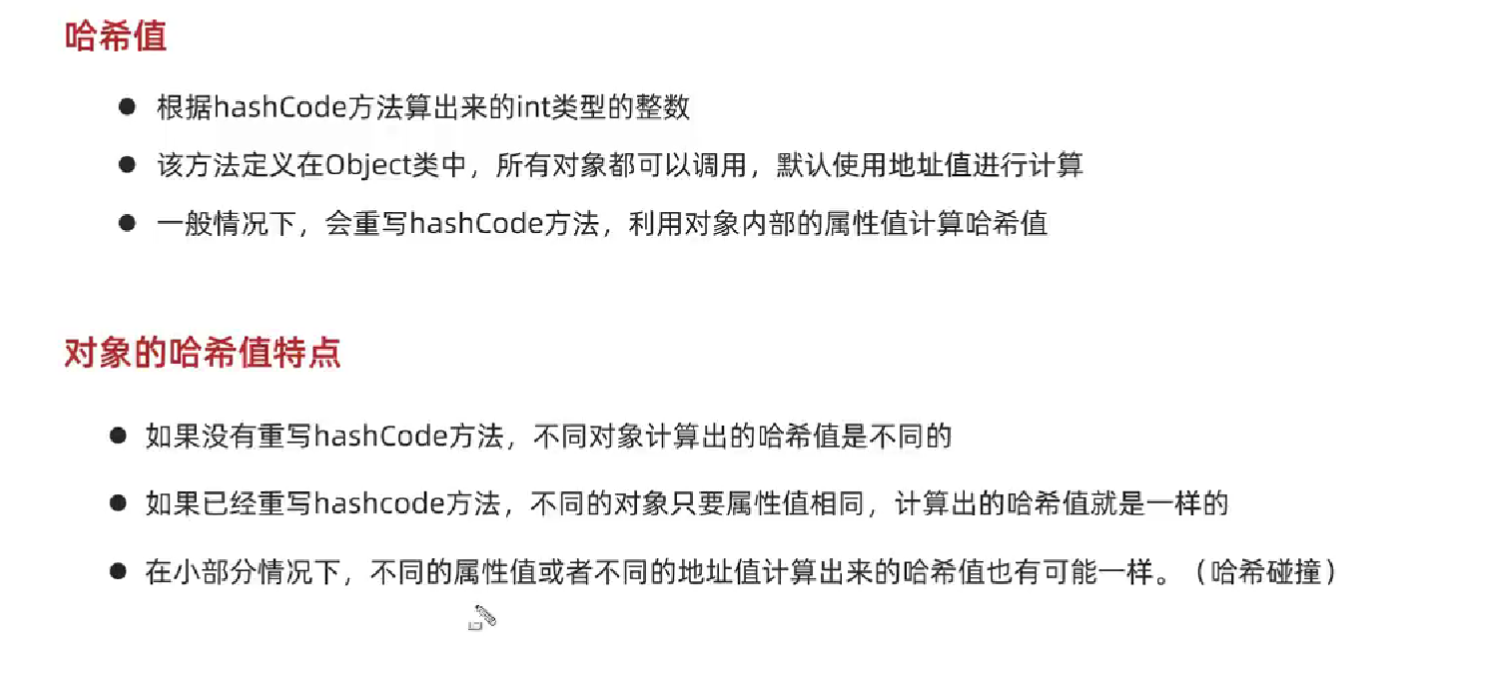 哈希值
根据hashCode方法算出来的int类型的整数
该方法定义在Object类中，所有对象都可以调用，默认使用地址值进行计算
一般情况下，会重写hashCode方法，利用对象内部的属性值计算哈希值
对象的哈希值特点
如果没有重写hashCode方法，不同对象计算出的哈希值是不同的
如果已经重写hashcode方法，不同的对象只要属性值相同，计算出的哈希值就是一样的
在小部分情况下，不同的属性值或者不同的地址值计算出来的哈希值也有可能一样。（哈希碰撞）